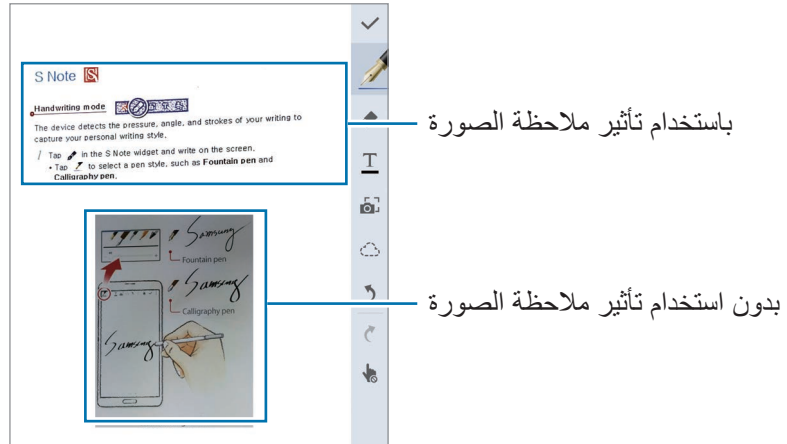 S Note
Handwriting mode
The device detects the pressure, angle, and strokes of your writing to
capture your personal writing style.
Tap in the S Note widget and write on the screen.
• Tap to select a pen style, such as Fountain pen and
Calligraphy pen.
باستخدام تأثير ملاحظة الصورة
T
Samsung
Fountain pen
Samsung
Calligraphy pen
Samsung
بدون استخدام تأثير ملاحظة الصورة